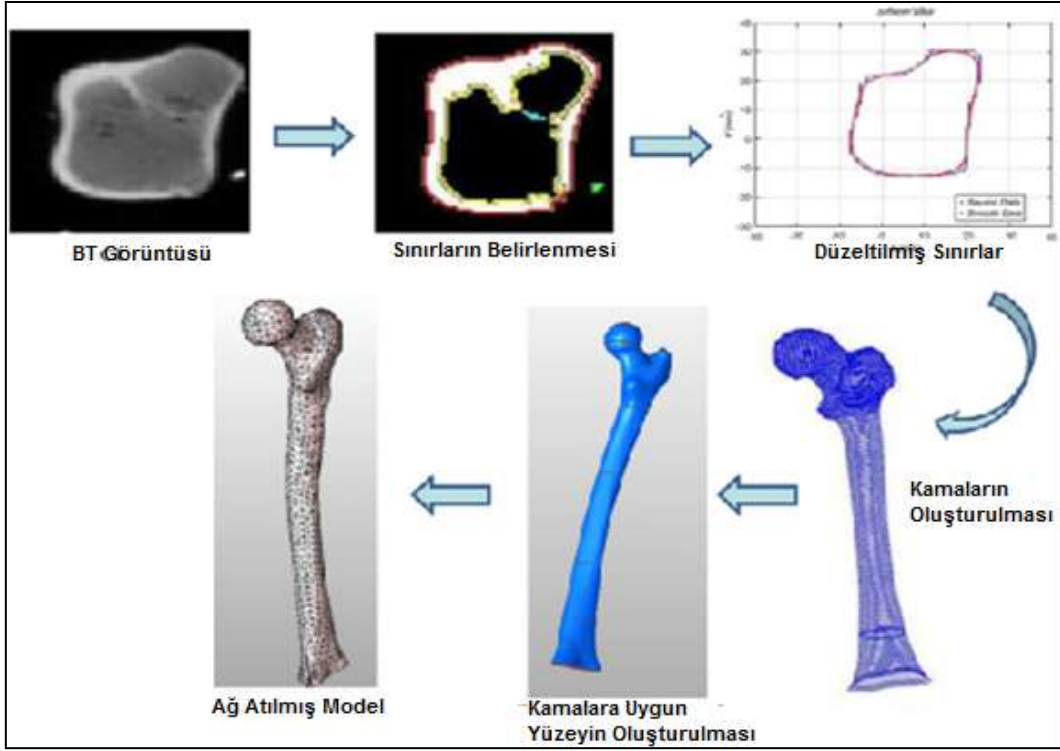 BT Görüntüsü
Sınırların Belirlenmesi
Düzeltilmiş Sınırlar
Kamaların
Oluşturulması
Ağ Atılmış Model
Kamalara Uygun
Yüzeyin Oluşturulması